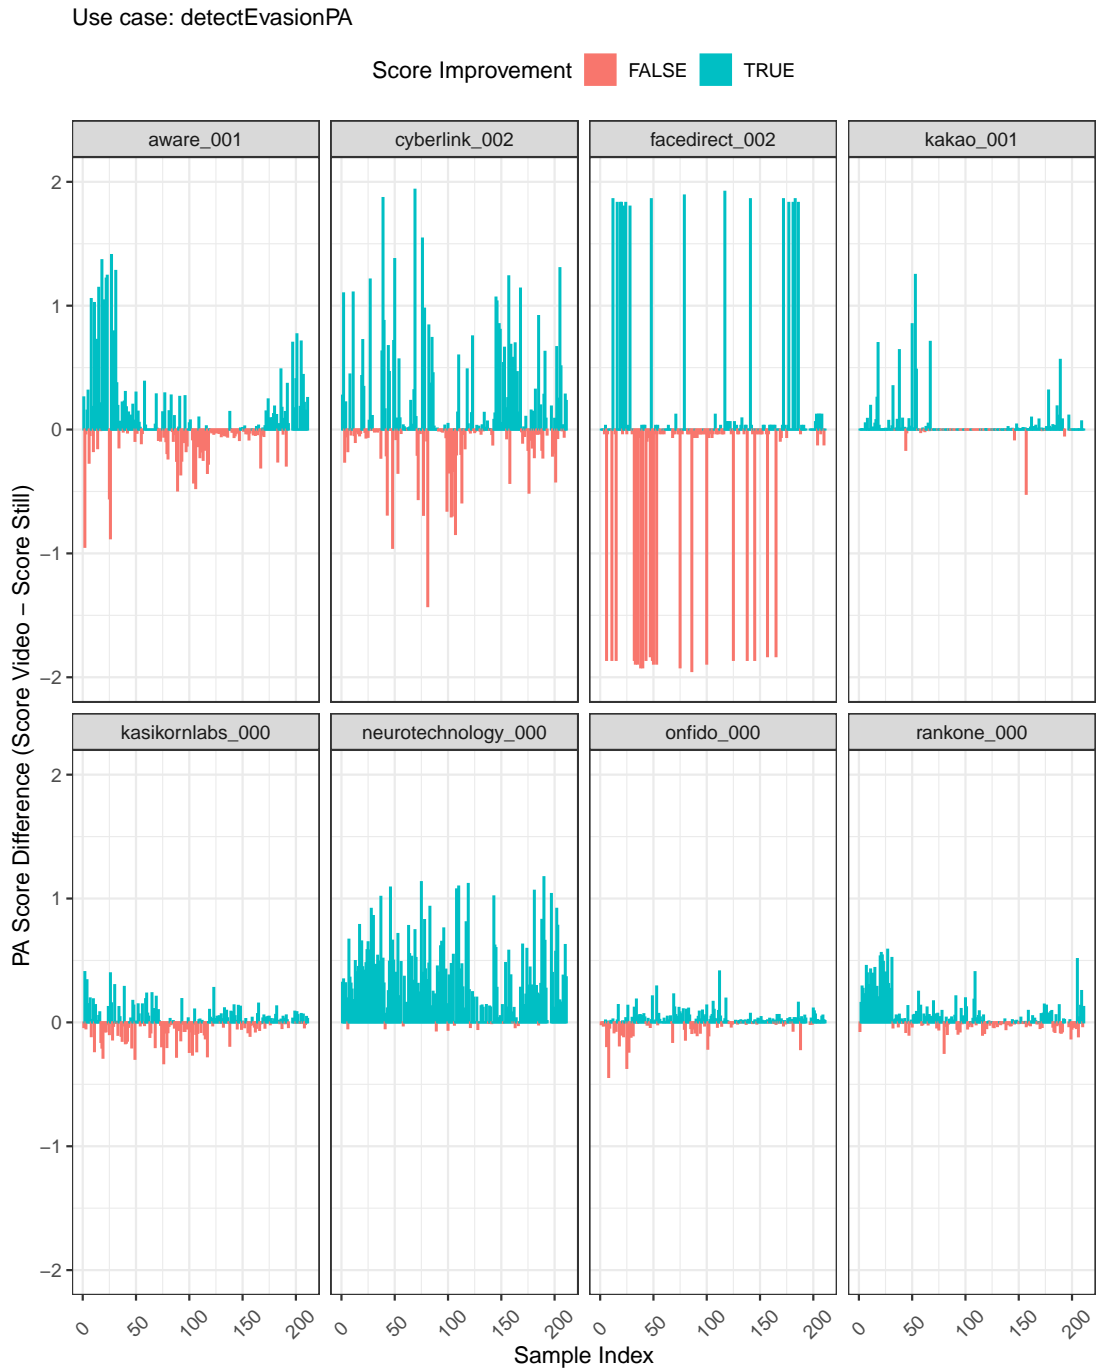 Use case: detectEvasionPA
Score Improvement FALSE TRUE
aware_001 cyberlink_002 facedirect_002 kakao_001
2
1
0
−1
−2
kasikornlabs_000 neurotechnology_000 onfido_000 rankone_000
2
1
0
−1
−2
0 50 100 150 200 0 50 100 150 200 0 50 100 150 200 0 50 100 150 200
Sample Index
PA Score Difference (Score Video − Score Still)